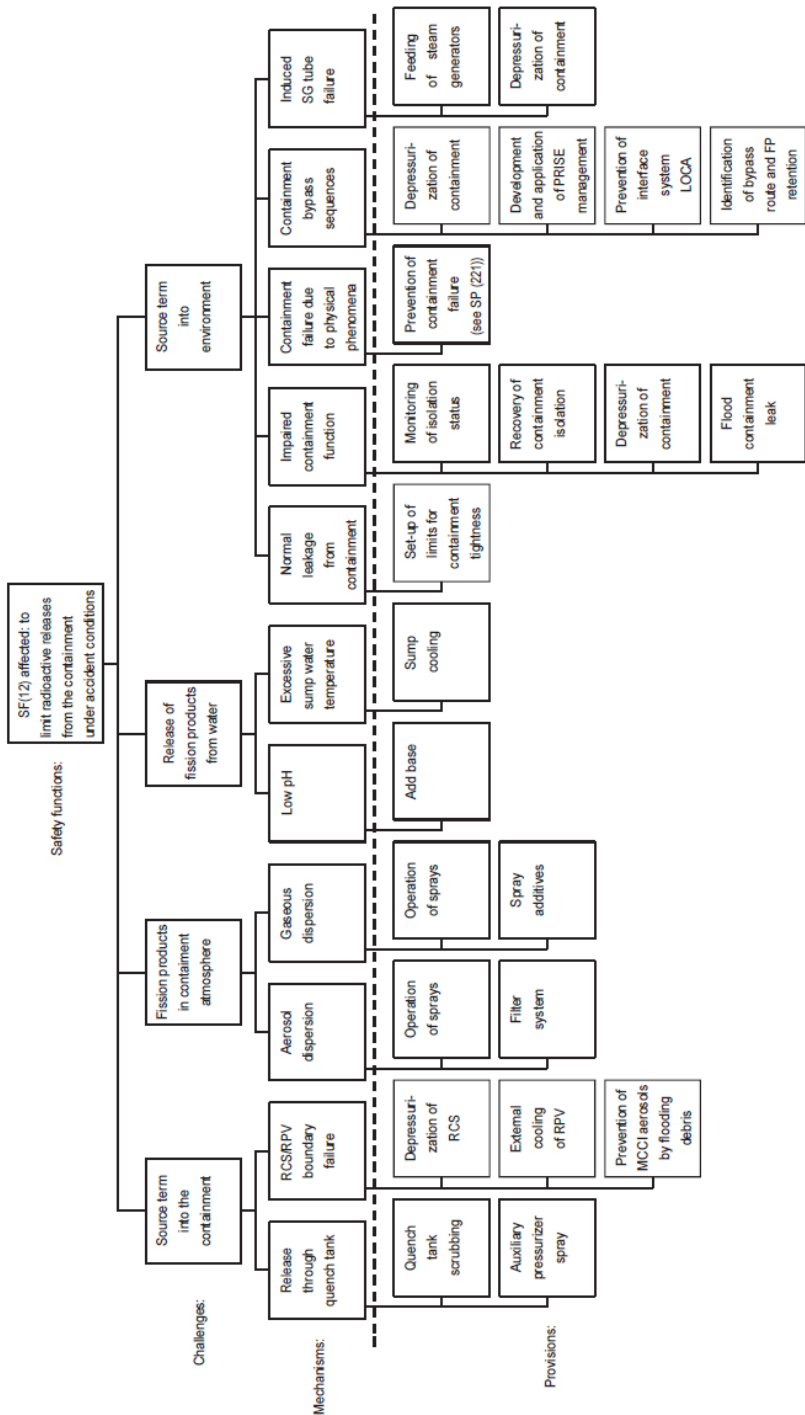 Safety functions:
SF(12) affected: to
limit radioactive releases
from the containment
under accident conditions
Challenges:
Source term
into the
containment
Fission products
in contaiment
atmosphere
Release of
fission products
from water
Source term
into
environment
Mechanisms:
Release
through
quench tank
RCS/RPV
boundary
failure
Aerosol
dispersion
Gaseous
dispersion
Low pH
Excessive
sump water
temperature
Normal
leakage
from
containment
Impaired
containment
function
Containment
failure due
to physical
phenomena
Containment
bypass
sequences
Induced
SG tube
failure
Provisions:
Quench
tank
scrubbing
Auxiliary
pressurizer
spray
Depressuri-
zation of
RCS
External
cooling
of RPV
Prevention of
MCCI aerosols
by flooding
debris
Operation
of sprays
Filter
system
Operation
of sprays
Spray
additives
Add base
Sump
cooling
Set-up of
limits for
containment
tightness
Monitoring
of isolation
status
Recovery of
containment
isolation
Depressuri-
zation of
containment
Flood
containment
leak
Prevention of
containment
failure
(see SP (221))
Depressuri-
zation of
containment
Development
and application
of PRISE
management
Prevention of
interface
system
LOCA
Identification
of bypass
route and FP
retention
Feeding
of steam
generators
Depressuri-
zation of
containment